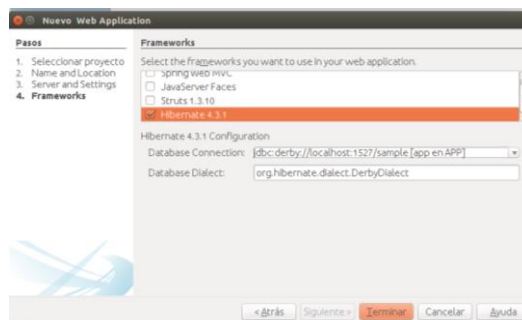 Nuevo Web Application
Pasos
1. Seleccionar proyecto
2. Name and Location
3. Server and Settings
4. Frameworks
Frameworks
Select the frameworks you want to use in your web application.
Spring Web MVC
JavaServer Faces
Struts 1.3.10
Hibernate 4.3.1
Hibernate 4.3.1 Configuration
Database Connection: jdbc:derby://localhost:1527/sample [app en APP]
Database Dialect: org.hibernate.dialect.DerbyDialect
< Atrás Siguiente > Terminar Cancelar Ayuda